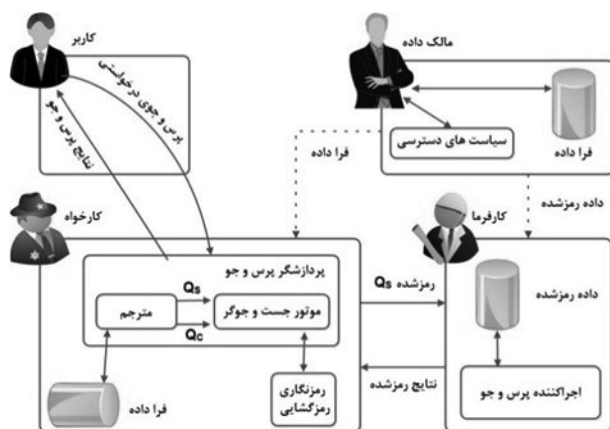 کاربر
مالک داده
پرس و جوی درخواستی
نتایج پرس و جو
سیاست های دسترسی
فرا داده
فرا داده
داده رمزشده
کارخواه
کارفرما
پردازشگر پرس و جو
مترجم
Qs
Qc
موتور جست و جوگر
Qs رمزشده
داده رمزشده
نتایج رمزشده
فرا داده
رمزنگاری
رمزگشایی
اجراکننده پرس و جو